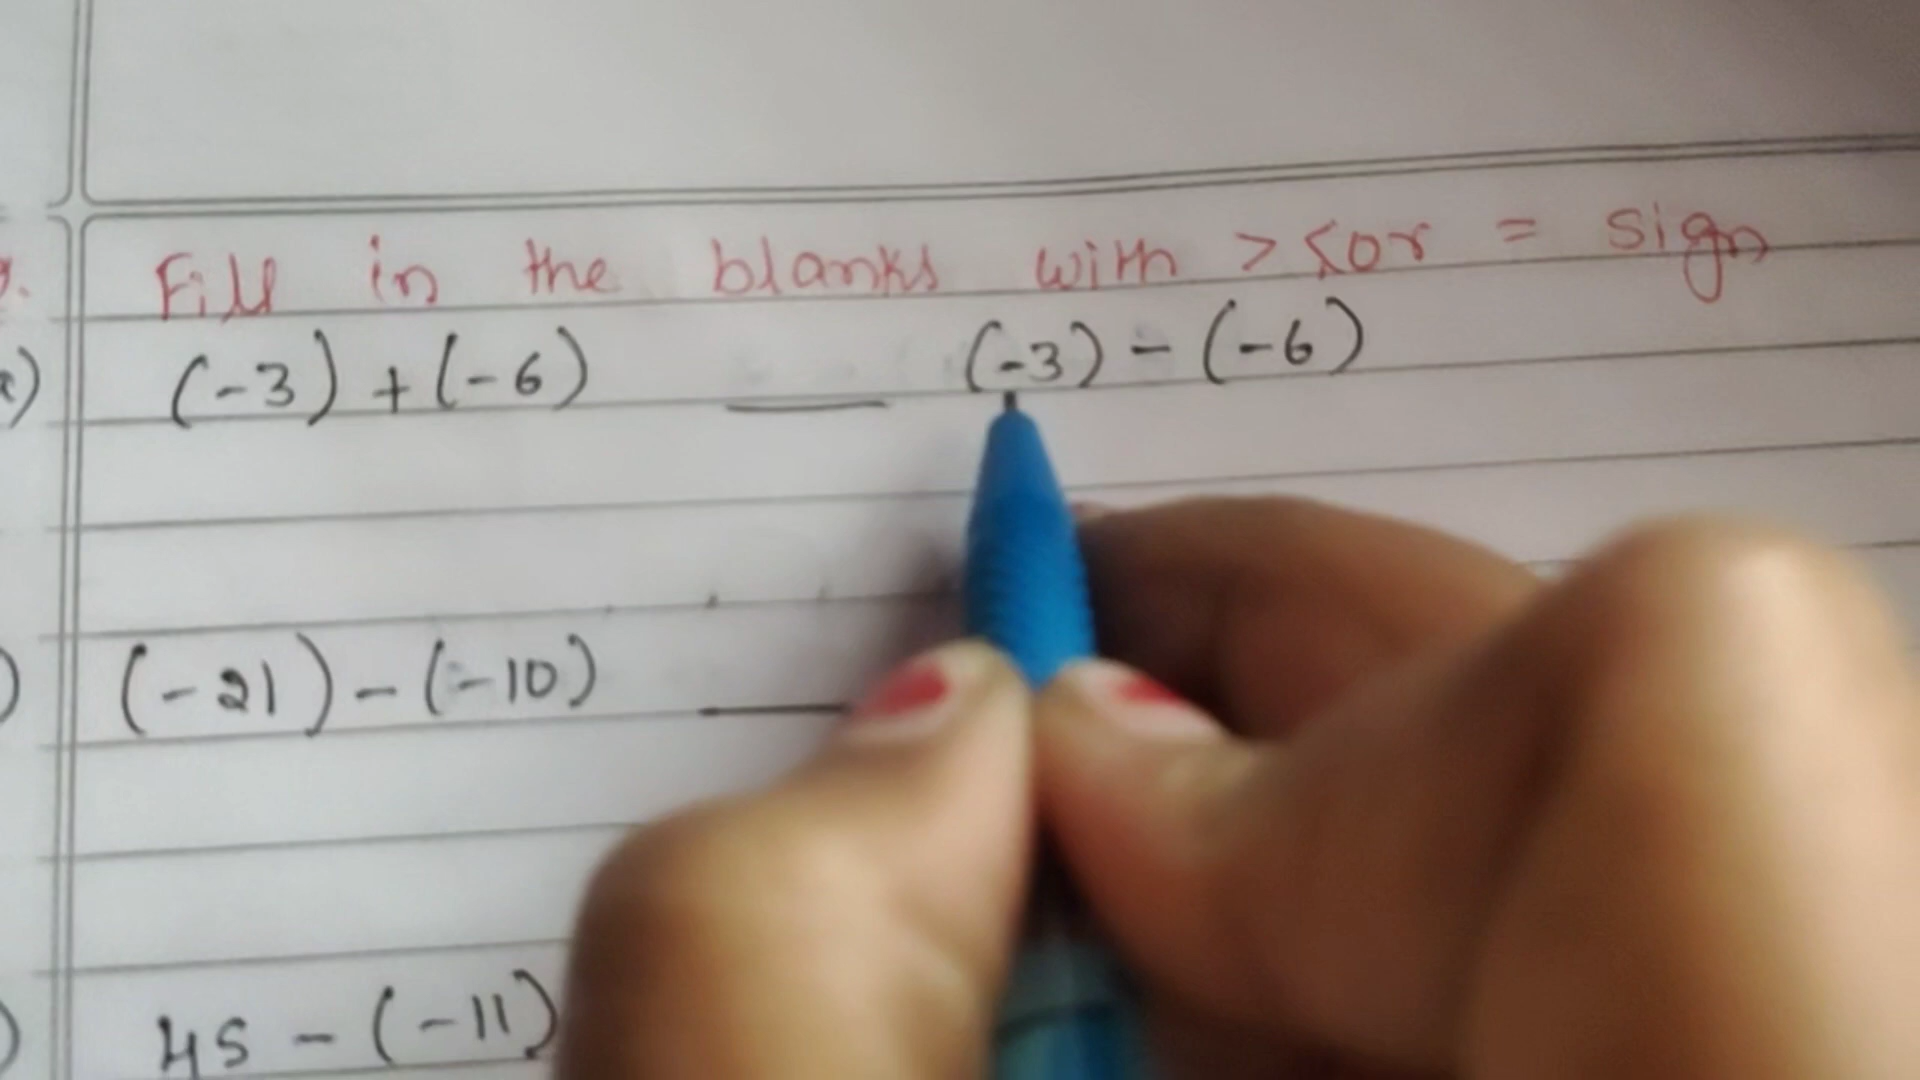 Fill in the blanks with > < or = sign
(-3) + (-6) ____ (-3) - (-6)
(-21) - (-10) ____
45 - (-11)